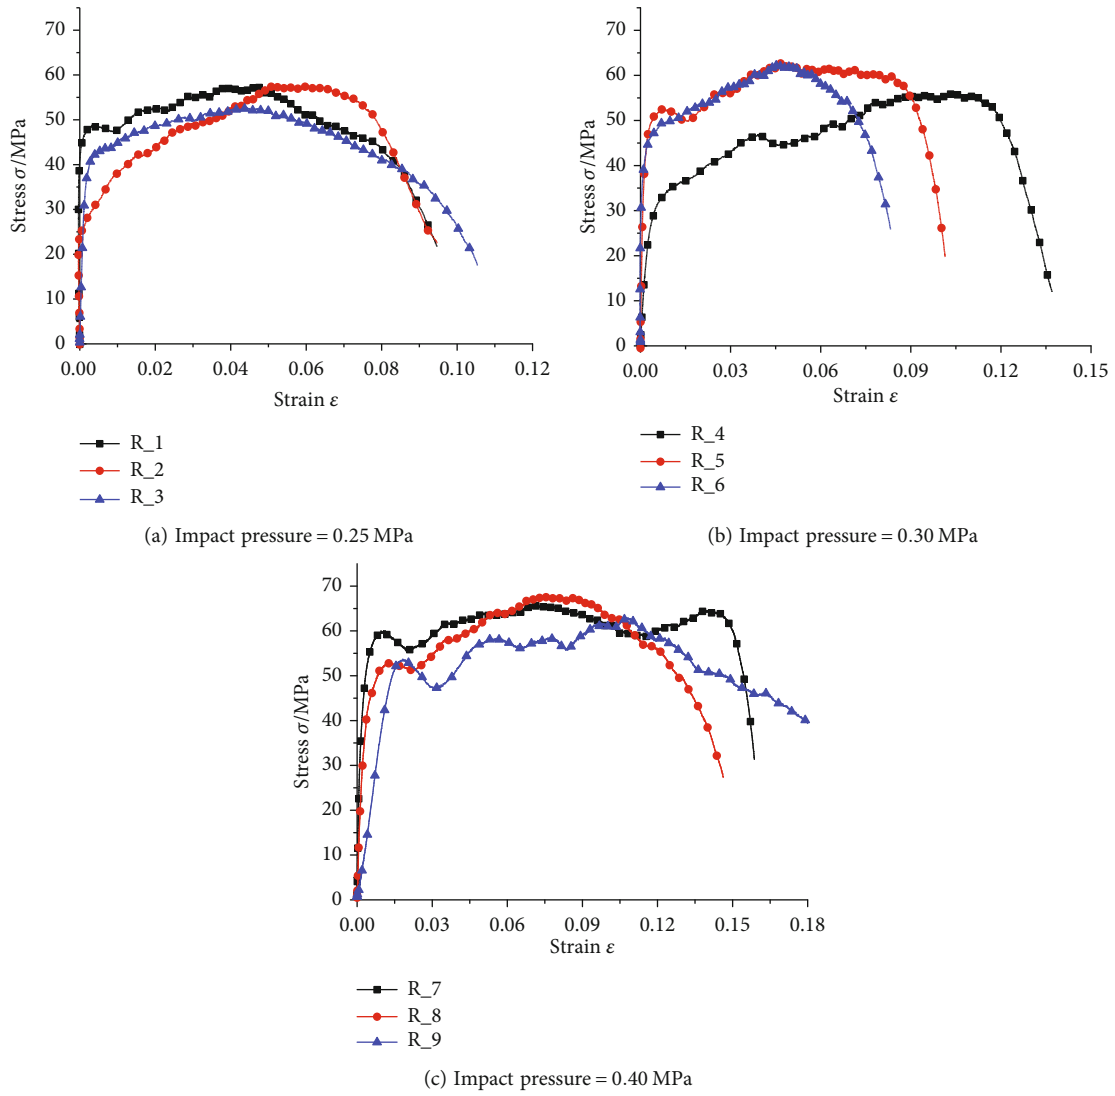 70
60
50
40
30
20
10
0
Stress σ/MPa
0.00 0.02 0.04 0.06 0.08 0.10 0.12
Strain ε
R_1
R_2
R_3
(a) Impact pressure = 0.25 MPa
70
60
50
40
30
20
10
0
Stress σ/MPa
0.00 0.03 0.06 0.09 0.12 0.15
Strain ε
R_4
R_5
R_6
(b) Impact pressure = 0.30 MPa
70
60
50
40
30
20
10
0
Stress σ/MPa
0.00 0.03 0.06 0.09 0.12 0.15 0.18
Strain ε
R_7
R_8
R_9
(c) Impact pressure = 0.40 MPa